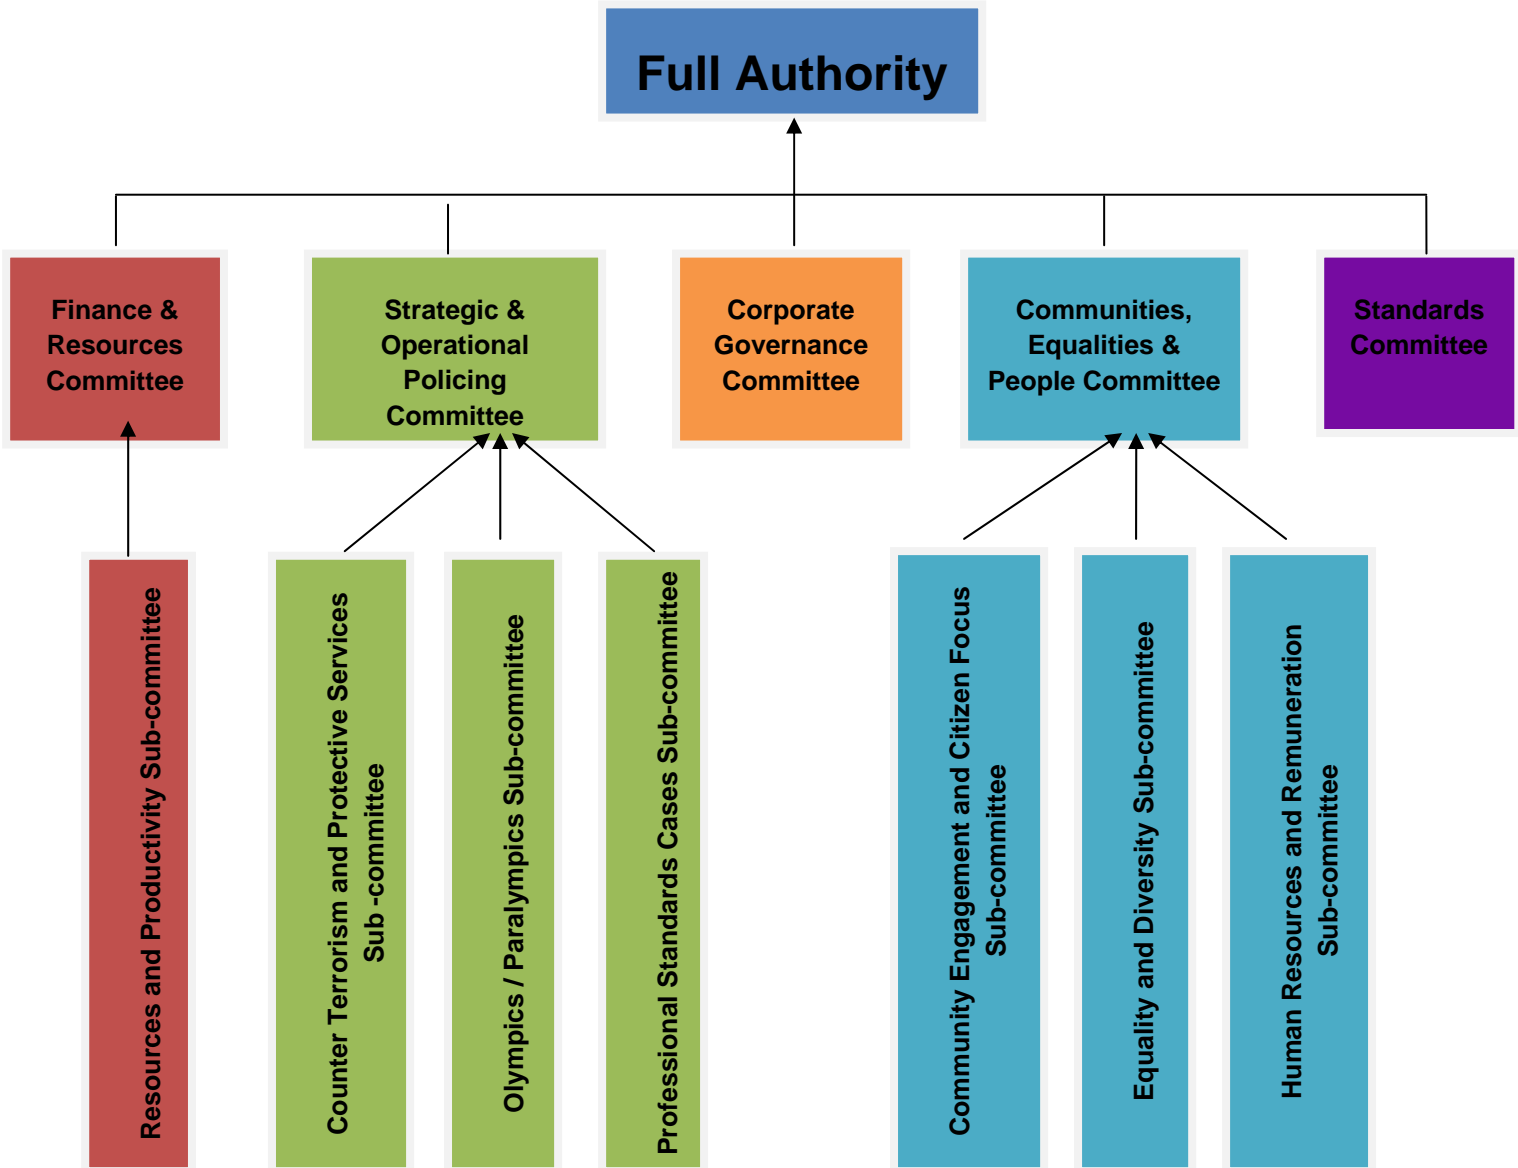 Full Authority
Finance &
Resources
Committee
Strategic &
Operational
Policing
Committee
Corporate
Governance
Committee
Communities,
Equalities &
People Committee
Standards
Committee
Resources and Productivity Sub-committee
Counter Terrorism and Protective Services
Sub -committee
Olympics / Paralympics Sub-committee
Professional Standards Cases Sub-committee
Community Engagement and Citizen Focus
Sub-committee
Equality and Diversity Sub-committee
Human Resources and Remuneration
Sub-committee